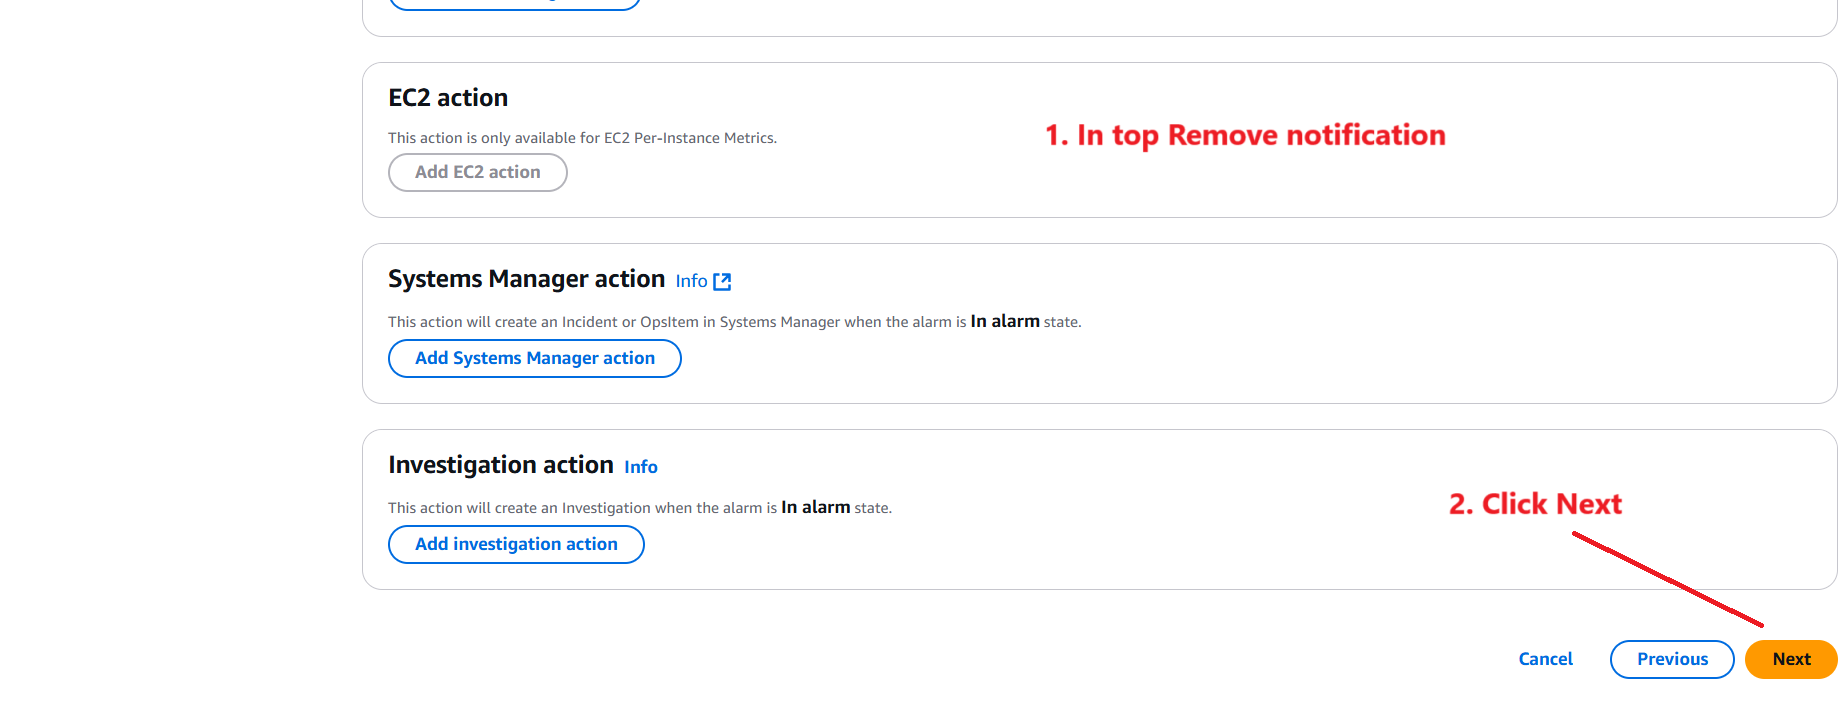 EC2 action
This action is only available for EC2 Per-Instance Metrics.
1. In top Remove notification
Add EC2 action
Systems Manager action Info
This action will create an Incident or OpsItem in Systems Manager when the alarm is In alarm state.
Add Systems Manager action
Investigation action Info
This action will create an Investigation when the alarm is In alarm state.
2. Click Next
Add investigation action
Cancel Previous Next